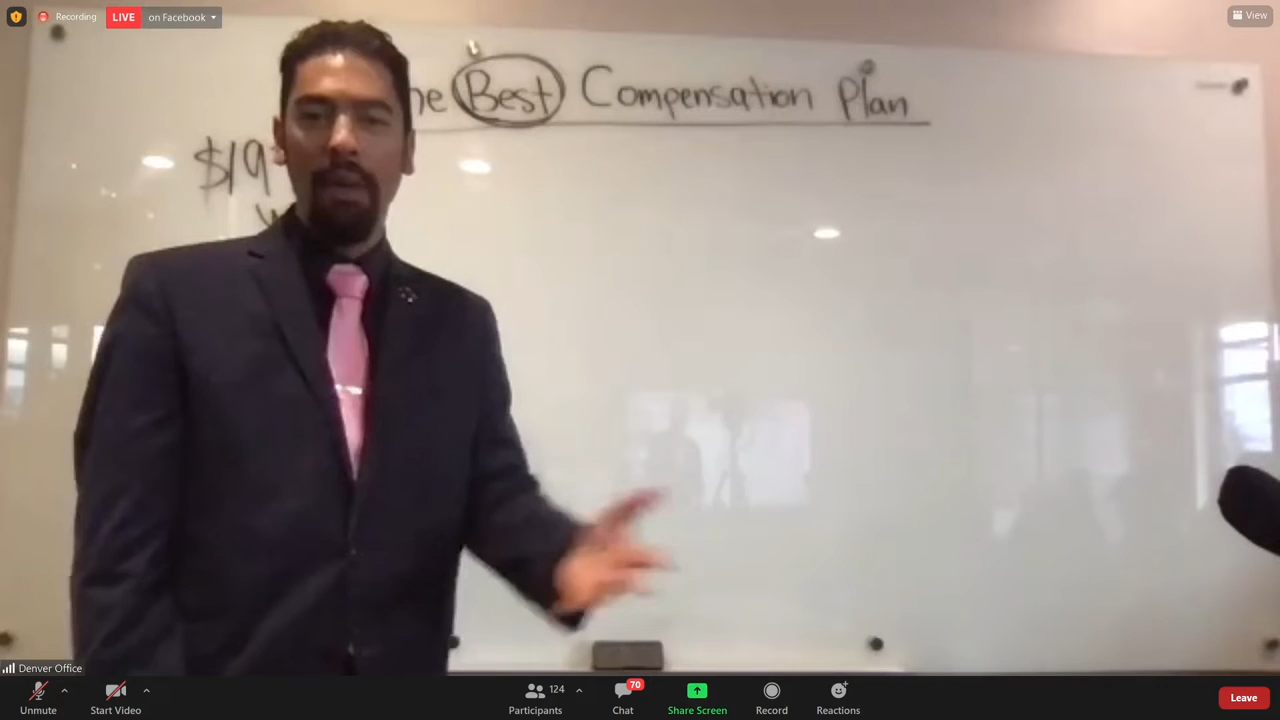 Recording LIVE on Facebook View
he Best Compensation Plan
$19
Denver Office
Unmute Start Video 124 Participants 70 Chat Share Screen Record Reactions Leave